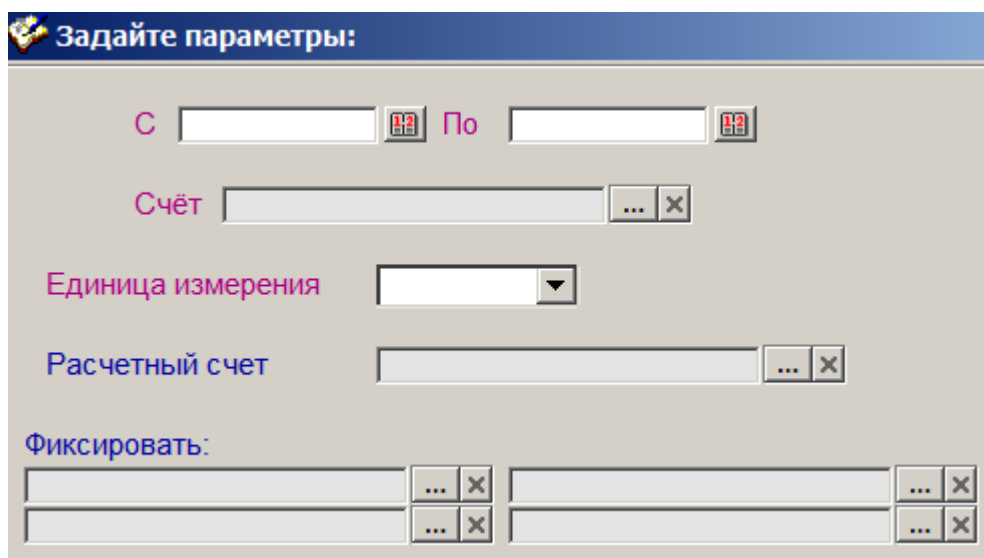 Задайте параметры:
С По
Счёт ...
Единица измерения
Расчетный счет ...
Фиксировать:
... ...
... ...